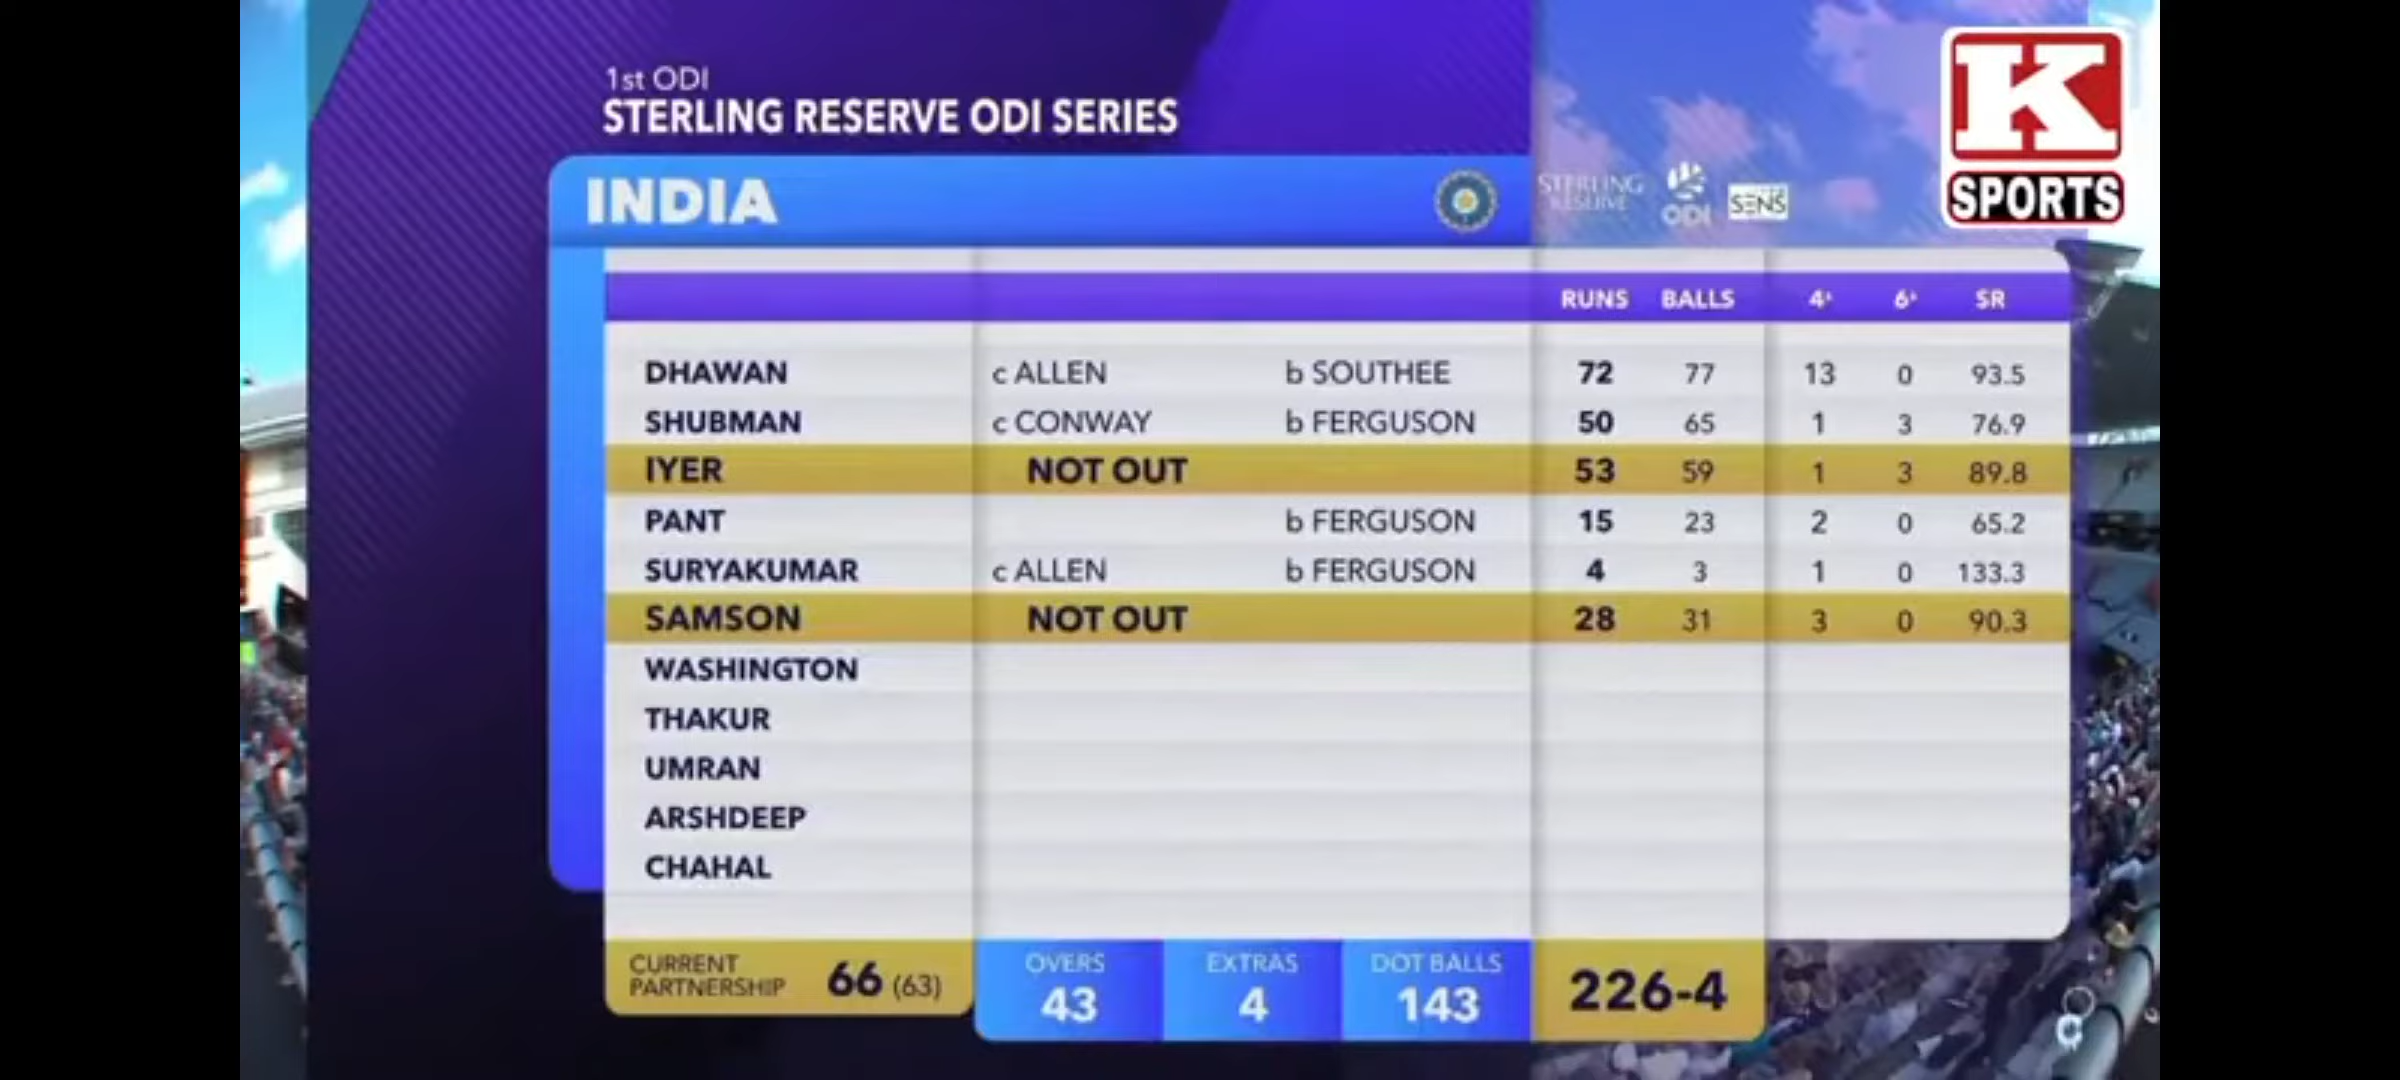 1st ODI
STERLING RESERVE ODI SERIES
K
SPORTS
INDIA
STERLING RESERVE
ODI
SENS
RUNS BALLS 4s 6s SR
DHAWAN c ALLEN b SOUTHEE 72 77 13 0 93.5
SHUBMAN c CONWAY b FERGUSON 50 65 1 3 76.9
IYER NOT OUT 53 59 1 3 89.8
PANT b FERGUSON 15 23 2 0 65.2
SURYAKUMAR c ALLEN b FERGUSON 4 3 1 0 133.3
SAMSON NOT OUT 28 31 3 0 90.3
WASHINGTON
THAKUR
UMRAN
ARSHDEEP
CHAHAL
CURRENT PARTNERSHIP 66 (63)
OVERS 43
EXTRAS 4
DOT BALLS 143
226-4